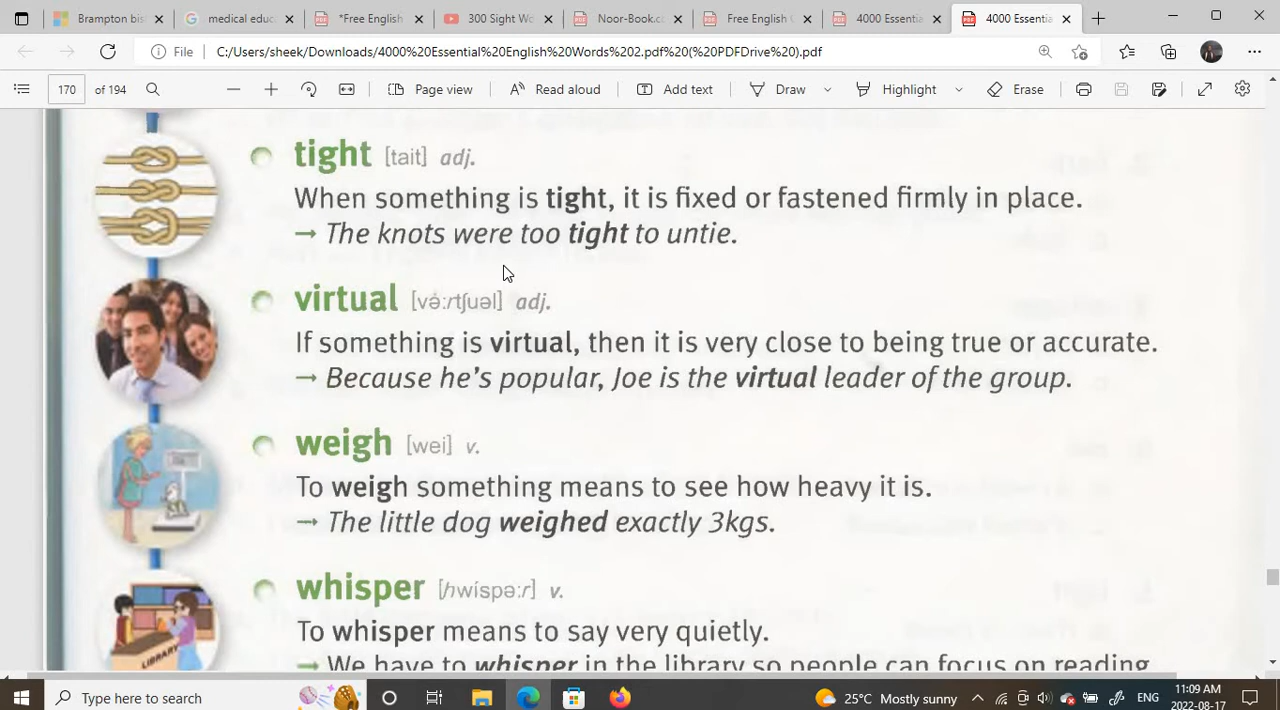 Brampton bis
medical educ
*Free English
300 Sight Wo
Noor-Book.c
Free English
4000 Essentia
4000 Essentia
File
C:/Users/sheek/Downloads/4000%20Essential%20English%20Words%202.pdf%20(%20PDFDrive%20).pdf
170 of 194
Page view
Read aloud
Add text
Draw
Highlight
Erase
tight [tait] adj.
When something is tight, it is fixed or fastened firmly in place.
→ The knots were too tight to untie.
virtual [və́ːrtʃuəl] adj.
If something is virtual, then it is very close to being true or accurate.
→ Because he's popular, Joe is the virtual leader of the group.
weigh [wei] v.
To weigh something means to see how heavy it is.
→ The little dog weighed exactly 3kgs.
whisper [hwíspəːr] v.
To whisper means to say very quietly.
→ We have to whisper in the library so people can focus on reading
LIBRARY
Type here to search
25°C Mostly sunny
ENG
11:09 AM
2022-08-17